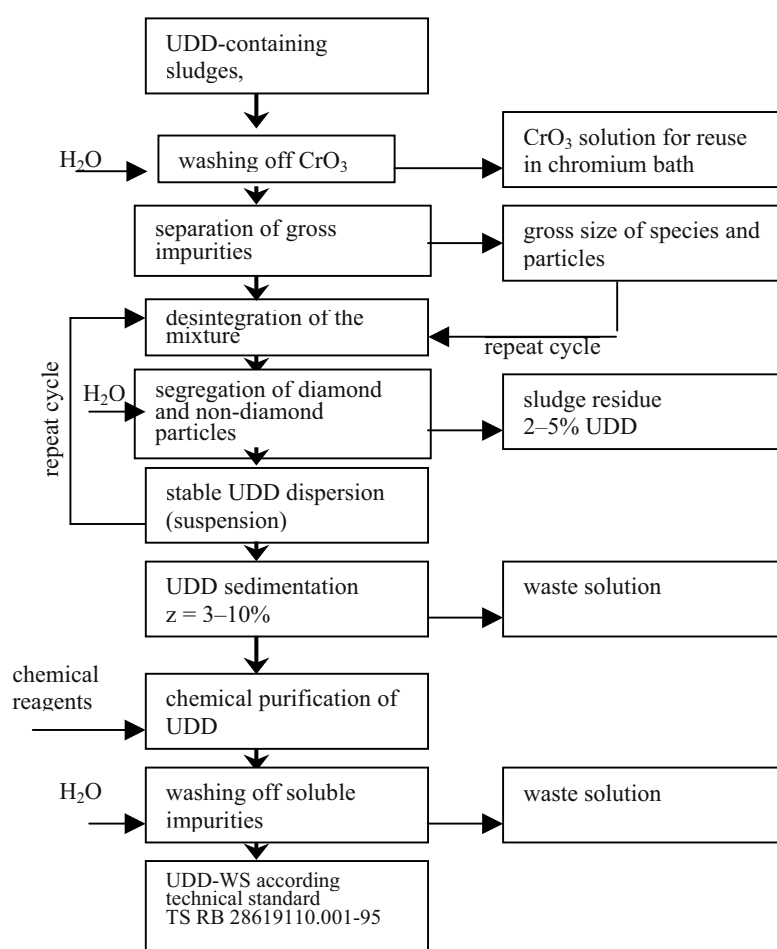 UDD-containing
sludges,
H₂O
washing off CrO₃
CrO₃ solution for reuse
in chromium bath
separation of gross
impurities
gross size of species and
particles
desintegration of the
mixture
repeat cycle
repeat cycle
H₂O
segregation of diamond
and non-diamond
particles
sludge residue
2–5% UDD
stable UDD dispersion
(suspension)
UDD sedimentation
z = 3–10%
waste solution
chemical
reagents
chemical purification of
UDD
H₂O
washing off soluble
impurities
waste solution
UDD-WS according
technical standard
TS RB 28619110.001-95